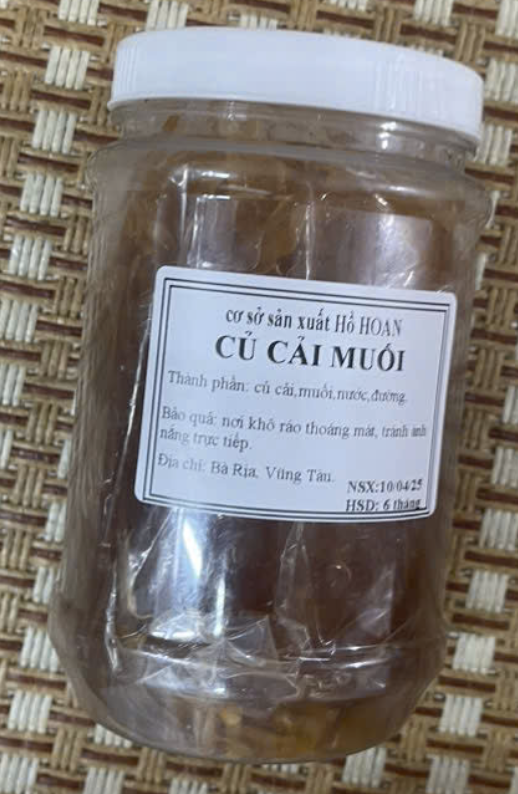 cơ sở sản xuất Hồ HOAN
CỦ CẢI MUỐI
Thành phần: củ cải,muối,nước,đường.
Bảo quả: nơi khô ráo thoáng mát, tránh ánh
nắng trực tiếp.
Địa chỉ: Bà Rịa, Vũng Tàu.
NSX:10/04/25
HSD: 6 tháng